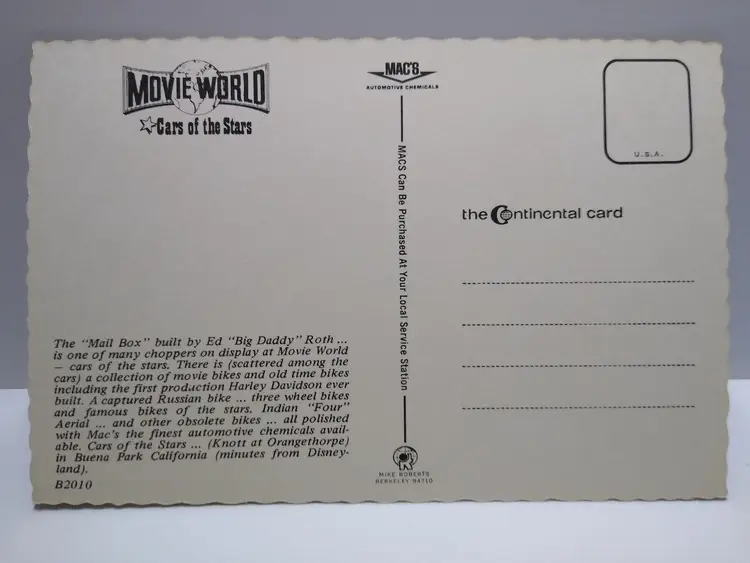 MOVIE WORLD
Cars of the Stars
The "Mail Box" built by Ed "Big Daddy" Roth ...
is one of many choppers on display at Movie World
— cars of the stars. There is (scattered among the
cars) a collection of movie bikes and old time bikes
including the first production Harley Davidson ever
built. A captured Russian bike ... three wheel bikes
and famous bikes of the stars. Indian "Four"
Aerial ... and other obsolete bikes ... all polished
with Mac's the finest automotive chemicals avail-
able. Cars of the Stars ... (Knott at Orangethorpe)
in Buena Park California (minutes from Disney-
land).
B2010
MAC'S
AUTOMOTIVE CHEMICALS
MACS Can Be Purchased At Your Local Service Station
MIKE ROBERTS
BERKELEY 94710
U.S.A.
the Continental card